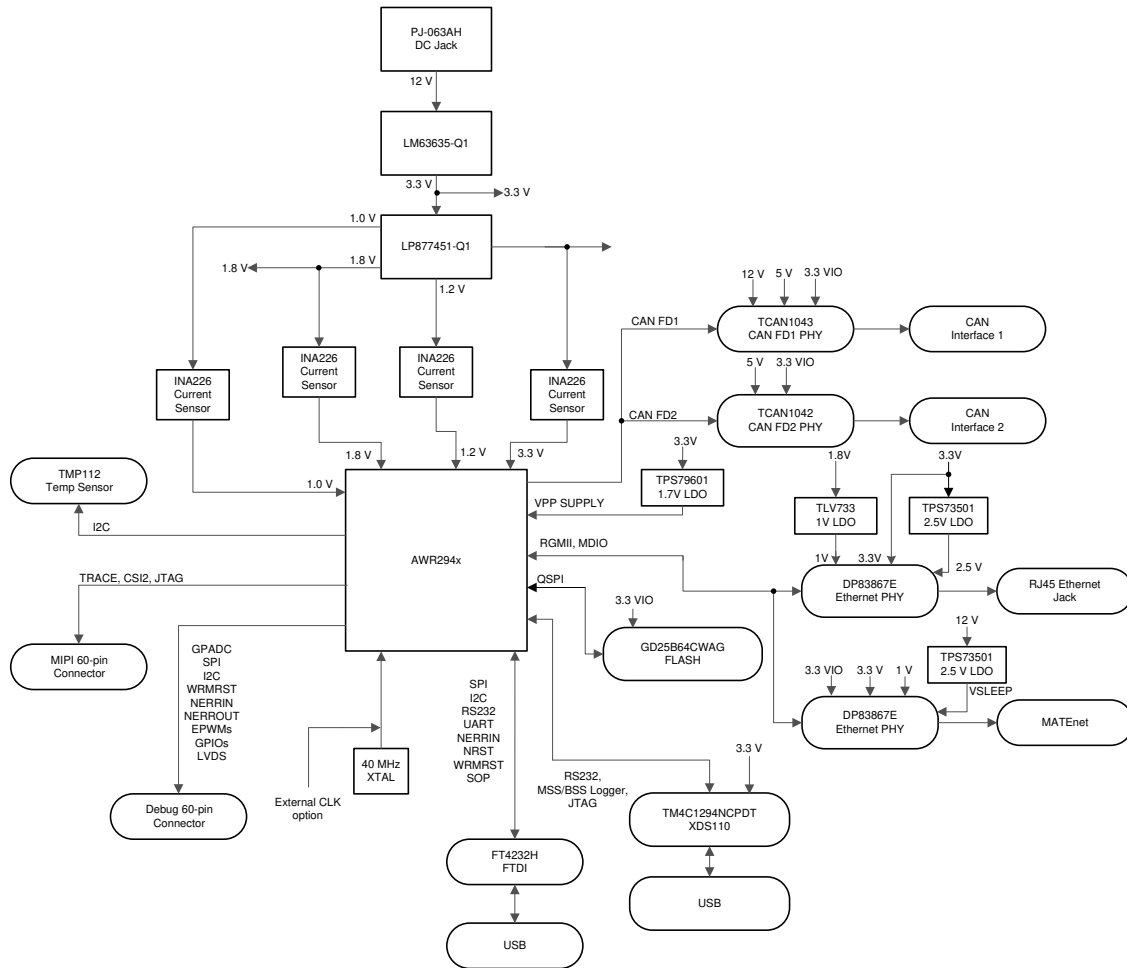 PJ-063AH
DC Jack
12 V
LM63635-Q1
3.3 V
3.3 V
1.0 V
LP877451-Q1
1.8 V
1.8 V
1.2 V
12 V
5 V
3.3 VIO
CAN FD1
TCAN1043
CAN FD1 PHY
CAN
Interface 1
INA226
Current
Sensor
INA226
Current
Sensor
INA226
Current
Sensor
INA226
Current
Sensor
5 V
3.3 VIO
CAN FD2
TCAN1042
CAN FD2 PHY
CAN
Interface 2
1.8 V
1.2 V
3.3 V
3.3V
1.8V
3.3V
TMP112
Temp Sensor
1.0 V
TPS79601
1.7V LDO
VPP SUPPLY
TLV733
1V LDO
TPS73501
2.5V LDO
I2C
AWR294x
RGMII, MDIO
1V
3.3V
2.5 V
TRACE, CSI2, JTAG
QSPI
DP83867E
Ethernet PHY
RJ45 Ethernet
Jack
3.3 VIO
12 V
MIPI 60-pin
Connector
GD25B64CWAG
FLASH
TPS73501
2.5 V LDO
GPADC
SPI
I2C
WRMRST
NERRIN
NERROUT
EPWMs
GPIOs
LVDS
SPI
I2C
RS232
UART
NERRIN
NRST
WRMRST
SOP
3.3 VIO
3.3 V
1 V
VSLEEP
DP83867E
Ethernet PHY
MATEnet
40 MHz
XTAL
3.3 V
External CLK
option
RS232,
MSS/BSS Logger,
JTAG
Debug 60-pin
Connector
TM4C1294NCPDT
XDS110
FT4232H
FTDI
USB
USB